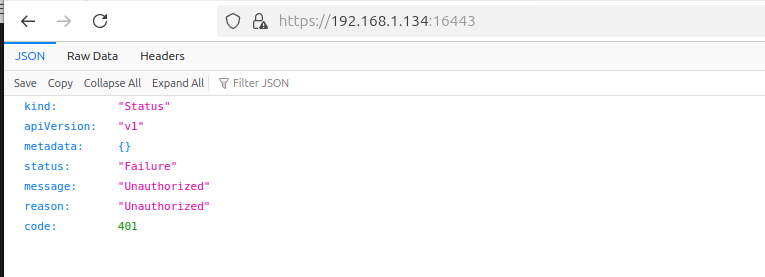 https://192.168.1.134:16443
JSON Raw Data Headers
Save Copy Collapse All Expand All Filter JSON
kind: "Status"
apiVersion: "v1"
metadata: {}
status: "Failure"
message: "Unauthorized"
reason: "Unauthorized"
code: 401